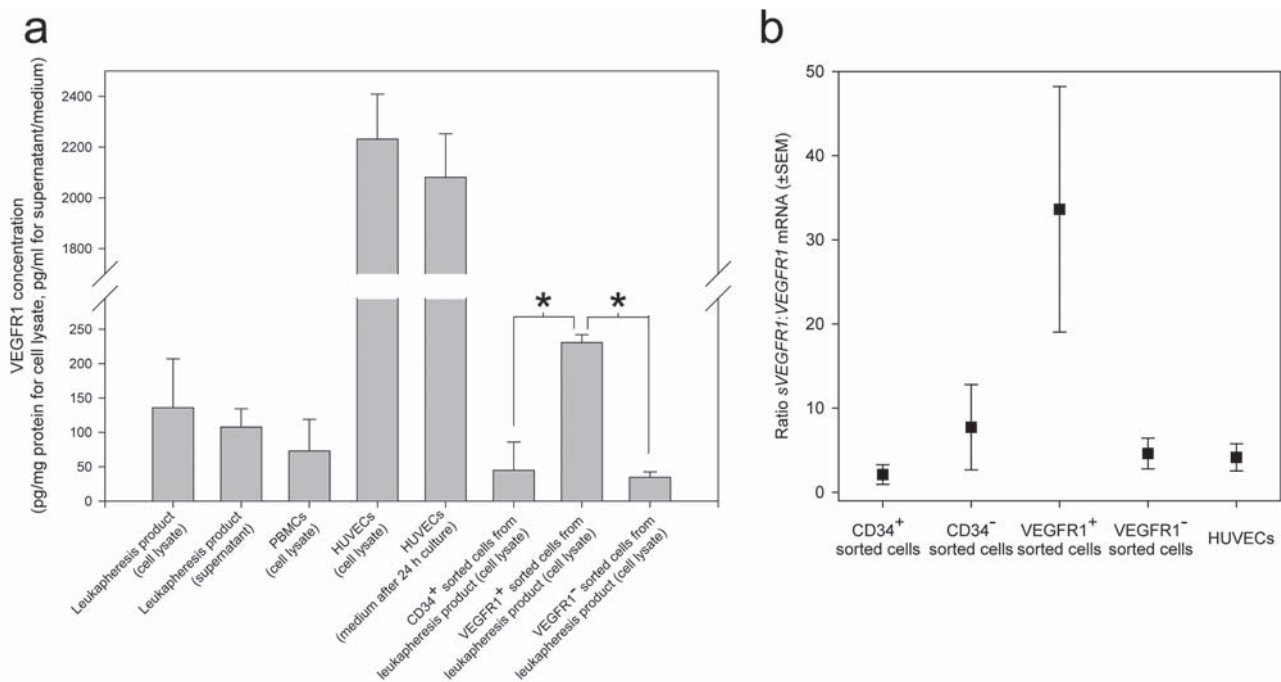 a
VEGFR1 concentration
(pg/mg protein for cell lysate, pg/ml for supernatant/medium)
2400
2200
2000
1800
250
200
150
100
50
0
*
*
Leukapheresis product
(cell lysate)
Leukapheresis product
(supernatant)
PBMCs
(cell lysate)
HUVECs
(cell lysate)
HUVECs
(medium after 24 h culture)
CD34+ sorted cells from
leukapheresis product (cell lysate)
VEGFR1+ sorted cells from
leukapheresis product (cell lysate)
VEGFR1- sorted cells from
leukapheresis product (cell lysate)
b
Ratio sVEGFR1:VEGFR1 mRNA (±SEM)
50
40
30
20
10
0
CD34+
sorted cells
CD34-
sorted cells
VEGFR1+
sorted cells
VEGFR1-
sorted cells
HUVECs